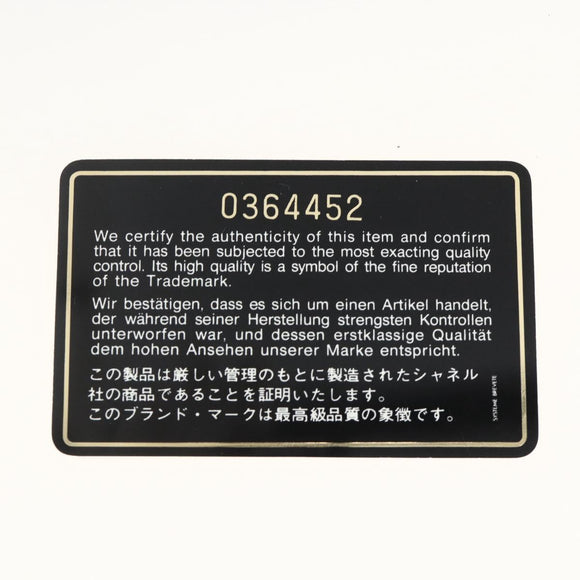 0364452
We certify the authenticity of this item and confirm
that it has been subjected to the most exacting quality
control. Its high quality is a symbol of the fine reputation
of the Trademark.
Wir bestätigen, dass es sich um einen Artikel handelt,
der während seiner Herstellung strengsten Kontrollen
unterworfen war, und dessen erstklassige Qualität
dem hohen Ansehen unserer Marke entspricht.
この製品は厳しい管理のもとに製造されたシャネル
社の商品であることを証明いたします。
このブランド・マークは最高級品質の象徴です。
SYSTEME BREVETE